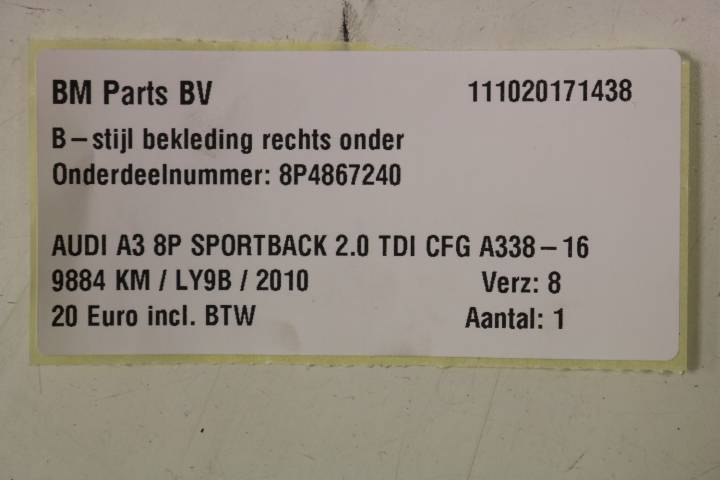 BM Parts BV 111020171438
B-stijl bekleding rechts onder
Onderdeelnummer: 8P4867240
AUDI A3 8P SPORTBACK 2.0 TDI CFG A338-16
9884 KM / LY9B / 2010 Verz: 8
20 Euro incl. BTW Aantal: 1